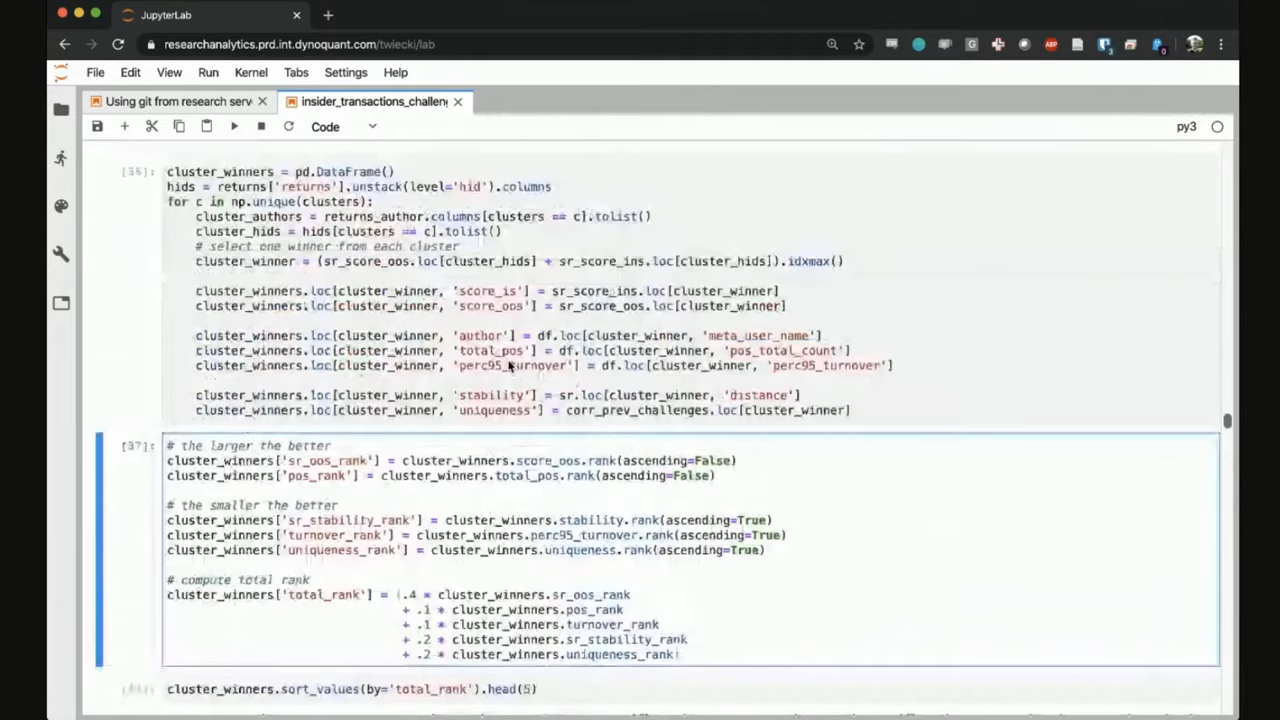 JupyterLab
researchanalytics.prd.int.dynoquant.com/twiecki/lab
File Edit View Run Kernel Tabs Settings Help
Using git from research serv
insider_transactions_challen
Code
py3
cluster_winners = pd.DataFrame()
hids = returns['returns'].unstack(level='hid').columns
for c in np.unique(clusters):
cluster_authors = returns_author.columns[clusters == c].tolist()
cluster_hids = hids[clusters == c].tolist()
# select one winner from each cluster
cluster_winner = (sr_score_oos.loc[cluster_hids] + sr_score_ins.loc[cluster_hids]).idxmax()
cluster_winners.loc[cluster_winner, 'score_is'] = sr_score_ins.loc[cluster_winner]
cluster_winners.loc[cluster_winner, 'score_oos'] = sr_score_oos.loc[cluster_winner]
cluster_winners.loc[cluster_winner, 'author'] = df.loc[cluster_winner, 'meta_user_name']
cluster_winners.loc[cluster_winner, 'total_pos'] = df.loc[cluster_winner, 'pos_total_count']
cluster_winners.loc[cluster_winner, 'perc95_turnover'] = df.loc[cluster_winner, 'perc95_turnover']
cluster_winners.loc[cluster_winner, 'stability'] = sr.loc[cluster_winner, 'distance']
cluster_winners.loc[cluster_winner, 'uniqueness'] = corr_prev_challenges.loc[cluster_winner]
[37]: # the larger the better
cluster_winners['sr_oos_rank'] = cluster_winners.score_oos.rank(ascending=False)
cluster_winners['pos_rank'] = cluster_winners.total_pos.rank(ascending=False)
# the smaller the better
cluster_winners['sr_stability_rank'] = cluster_winners.stability.rank(ascending=True)
cluster_winners['turnover_rank'] = cluster_winners.perc95_turnover.rank(ascending=True)
cluster_winners['uniqueness_rank'] = cluster_winners.uniqueness.rank(ascending=True)
# compute total rank
cluster_winners['total_rank'] = (.4 * cluster_winners.sr_oos_rank
+ .1 * cluster_winners.pos_rank
+ .1 * cluster_winners.turnover_rank
+ .2 * cluster_winners.sr_stability_rank
+ .2 * cluster_winners.uniqueness_rank)
cluster_winners.sort_values(by='total_rank').head(5)